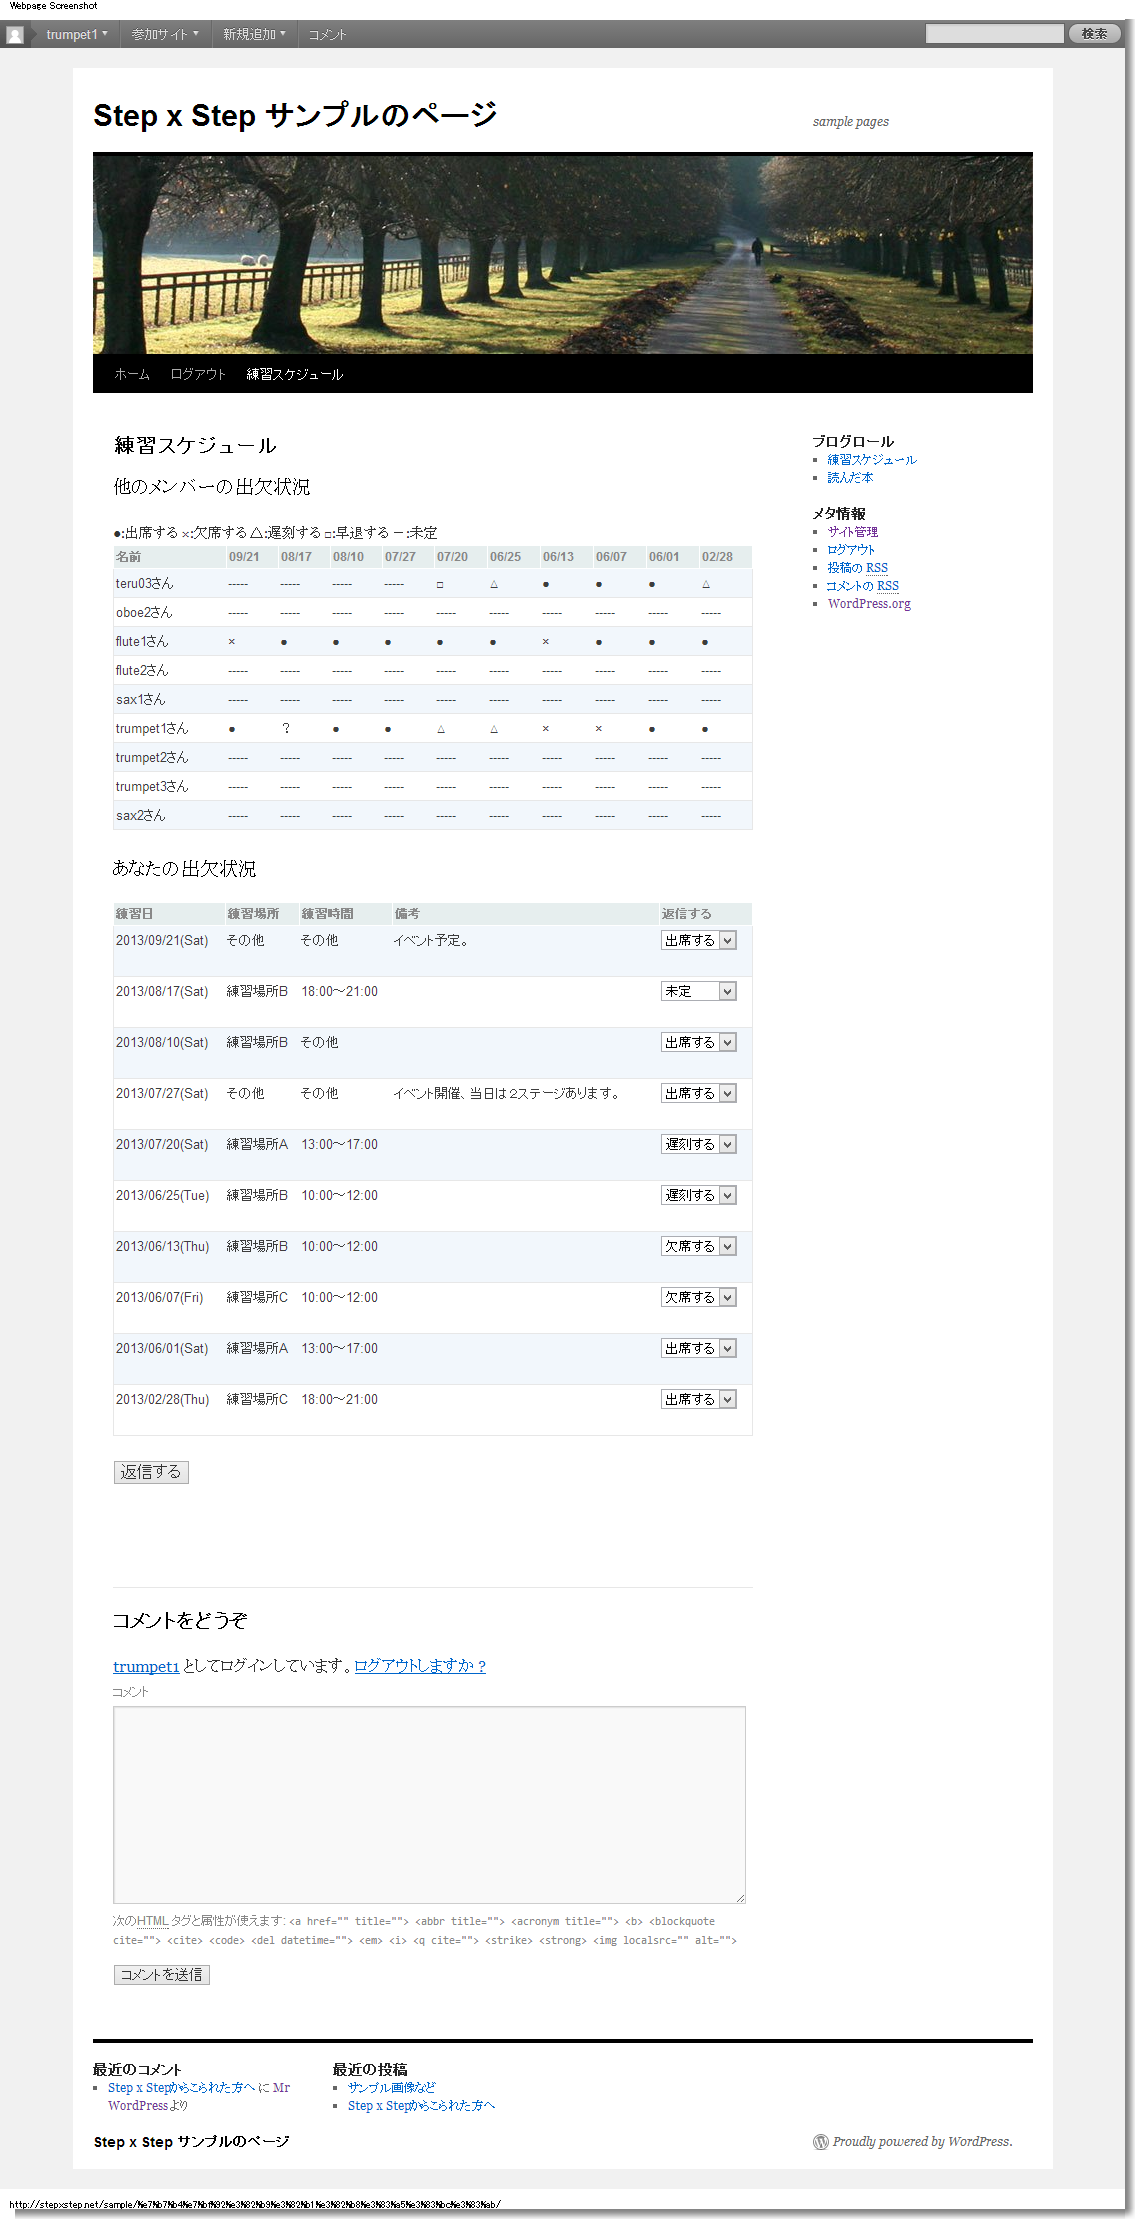 Webpage Screenshot
trumpet1 参加サイト 新規追加 コメント 検索
Step x Step サンプルのページ
sample pages
ホーム ログアウト 練習スケジュール
練習スケジュール
他のメンバーの出欠状況
●:出席する ×:欠席する △:遅刻する □:早退する －:未定
名前 09/21 08/17 08/10 07/27 07/20 06/25 06/13 06/07 06/01 02/28
teru03さん ----- ----- ----- ----- □ △ ● ● ● △
oboe2さん ----- ----- ----- ----- ----- ----- ----- ----- ----- -----
flute1さん × ● ● ● ● ● × ● ● ●
flute2さん ----- ----- ----- ----- ----- ----- ----- ----- ----- -----
sax1さん ----- ----- ----- ----- ----- ----- ----- ----- ----- -----
trumpet1さん ● ? ● ● △ △ × × ● ●
trumpet2さん ----- ----- ----- ----- ----- ----- ----- ----- ----- -----
trumpet3さん ----- ----- ----- ----- ----- ----- ----- ----- ----- -----
sax2さん ----- ----- ----- ----- ----- ----- ----- ----- ----- -----
あなたの出欠状況
練習日 練習場所 練習時間 備考 返信する
2013/09/21(Sat) その他 その他 イベント予定。 出席する
2013/08/17(Sat) 練習場所B 18:00～21:00 未定
2013/08/10(Sat) 練習場所B その他 出席する
2013/07/27(Sat) その他 その他 イベント開催、当日は2ステージあります。 出席する
2013/07/20(Sat) 練習場所A 13:00～17:00 遅刻する
2013/06/25(Tue) 練習場所B 10:00～12:00 遅刻する
2013/06/13(Thu) 練習場所B 10:00～12:00 欠席する
2013/06/07(Fri) 練習場所C 10:00～12:00 欠席する
2013/06/01(Sat) 練習場所A 13:00～17:00 出席する
2013/02/28(Thu) 練習場所C 18:00～21:00 出席する
返信する
コメントをどうぞ
trumpet1 としてログインしています。ログアウトしますか ?
コメント
次のHTML タグと属性が使えます: <a href="" title=""> <abbr title=""> <acronym title=""> <b> <blockquote
cite=""> <cite> <code> <del datetime=""> <em> <i> <q cite=""> <strike> <strong> <img localsrc="" alt="">
コメントを送信
ブログロール
練習スケジュール
読んだ本
メタ情報
サイト管理
ログアウト
投稿の RSS
コメントの RSS
WordPress.org
最近のコメント
Step x Stepからこられた方へ に Mr
WordPress より
最近の投稿
サンプル画像など
Step x Stepからこられた方へ
Step x Step サンプルのページ
Proudly powered by WordPress.
http://stepxstep.net/sample/%e7%b7%b4%e7%bf%92%e3%82%b9%e3%82%b1%e3%82%b8%e3%83%a5%e3%83%bc%e3%83%ab/